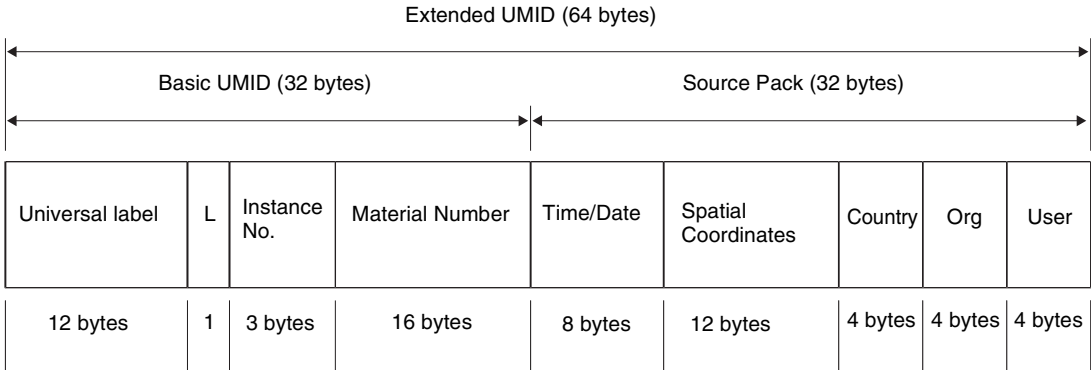 Extended UMID (64 bytes)
Basic UMID (32 bytes)
Source Pack (32 bytes)
Universal label
L
Instance
No.
Material Number
Time/Date
Spatial
Coordinates
Country
Org
User
12 bytes
1
3 bytes
16 bytes
8 bytes
12 bytes
4 bytes
4 bytes
4 bytes